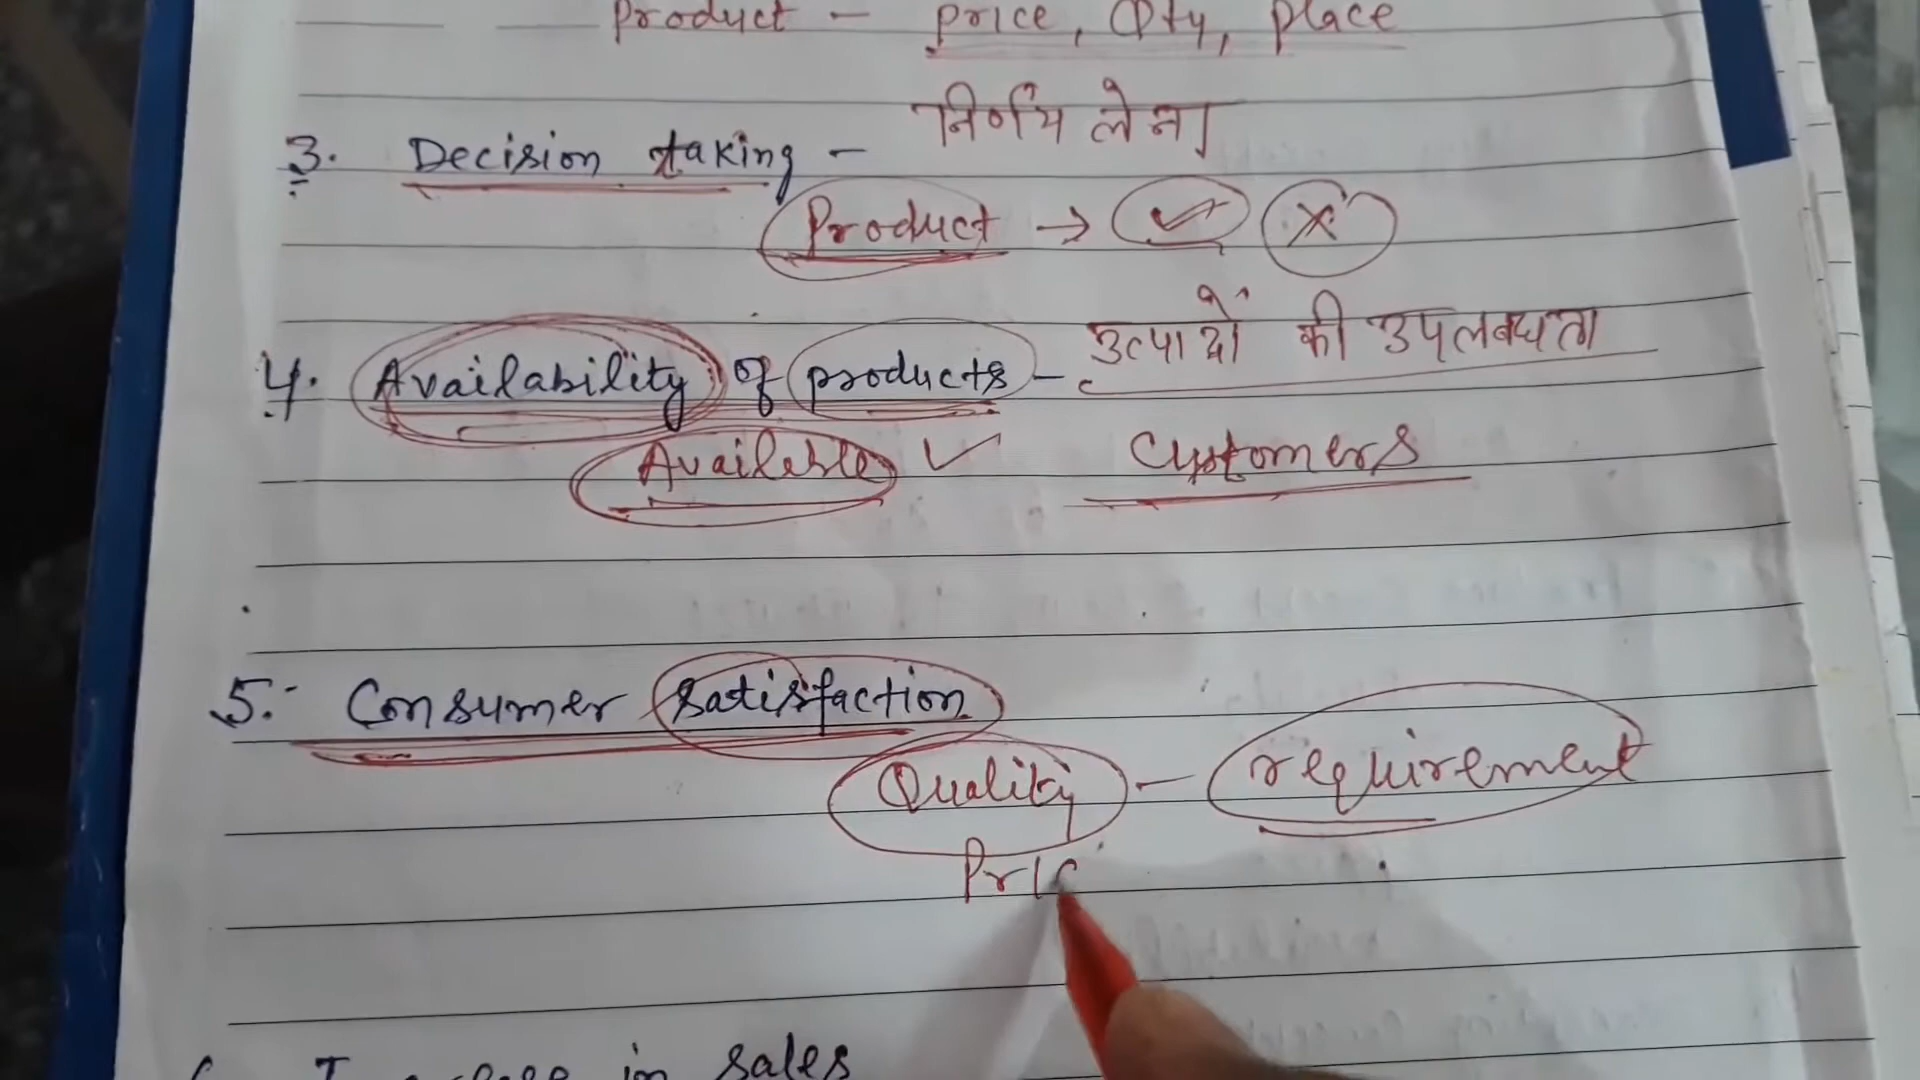 Product - price, Qty, place
3. Decision taking - निर्णय लेना
Product → ✓ X
4. Availability of products - उत्पादों की उपलब्धता
Available ✓ Customers
5. Consumer satisfaction
Quality - requirement
Pric
in sales